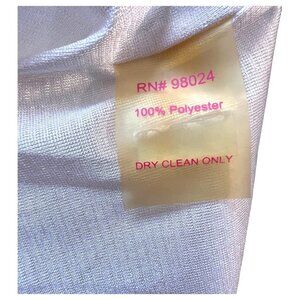 RN# 98024
100% Polyester
DRY CLEAN ONLY